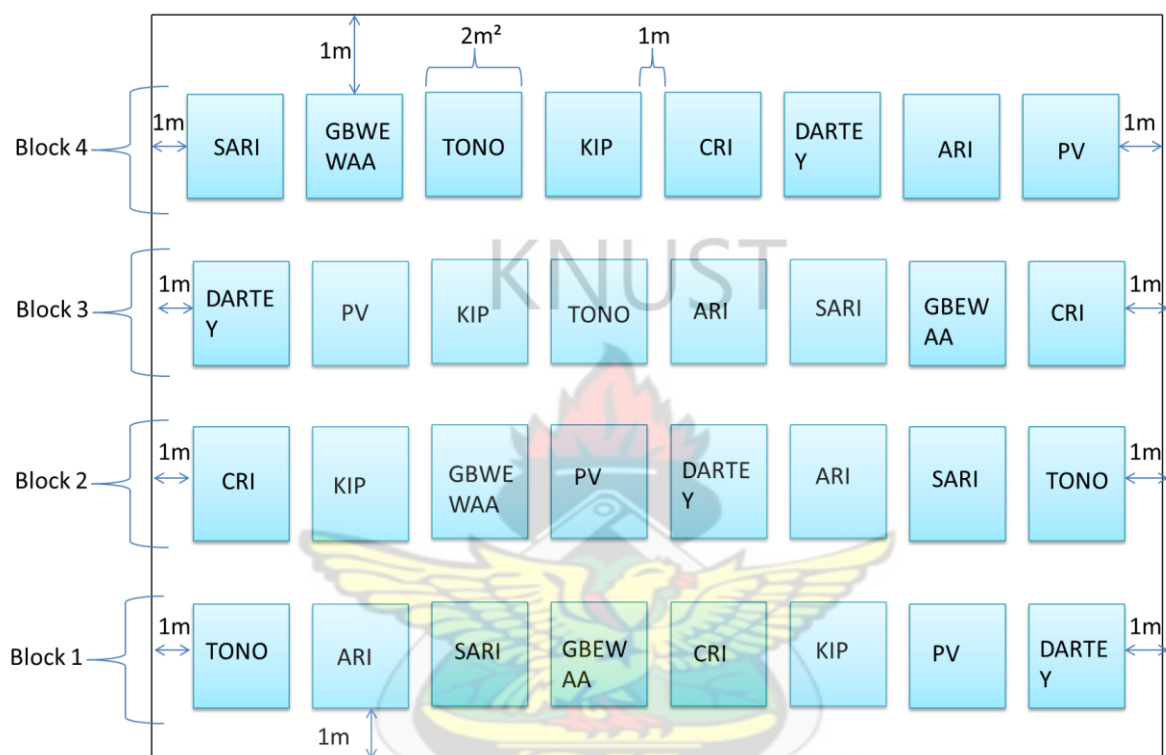 1m
2m²
1m
Block 4
1m
SARI
GBWE
WAA
TONO
KIP
CRI
DARTE
Y
ARI
PV
1m
KNUST
Block 3
1m
DARTE
Y
PV
KIP
TONO
ARI
SARI
GBEW
AA
CRI
1m
Block 2
1m
CRI
KIP
GBWE
WAA
PV
DARTE
Y
ARI
SARI
TONO
1m
Block 1
1m
TONO
ARI
SARI
GBEW
AA
CRI
KIP
PV
DARTE
Y
1m
1m